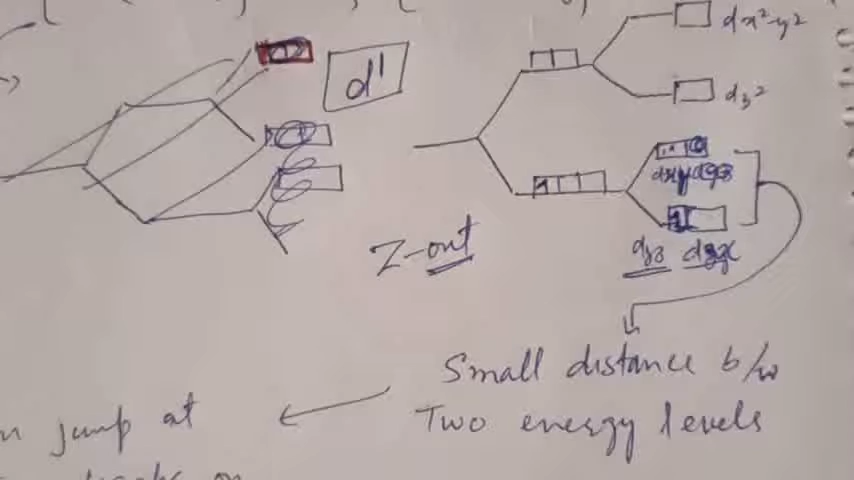 d¹
dx²-y²
dz²
Z-out
dyz dzx
Small distance b/w
Two energy levels
jump at